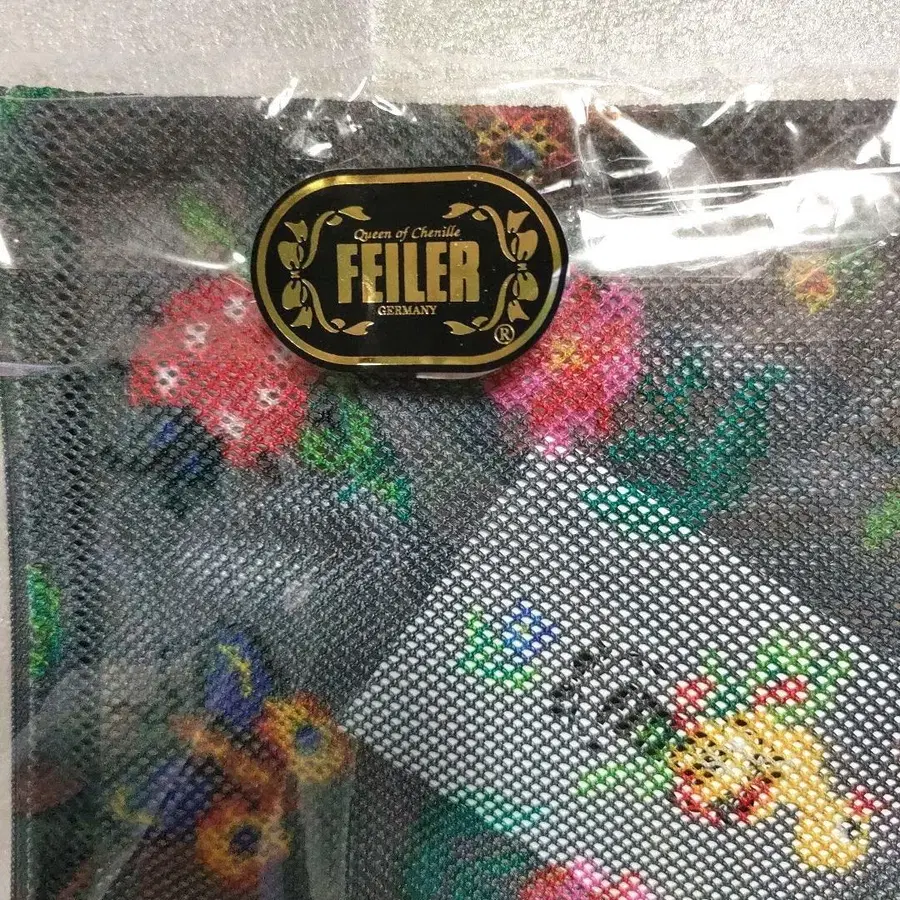 Queen of Chenille
FEILER
GERMANY
®